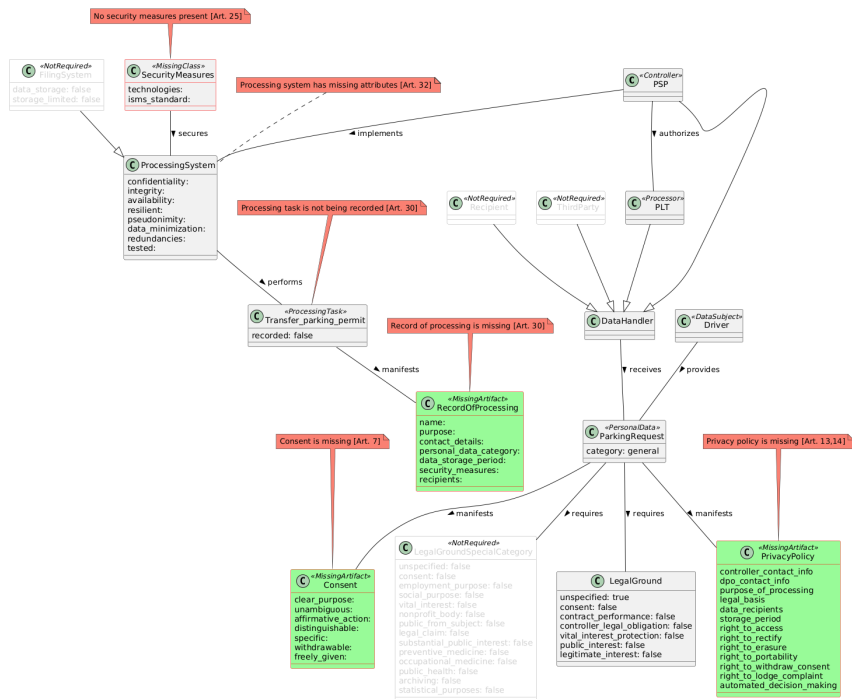 No security measures present [Art. 25]
C
«NotRequired»
FilingSystem
data_storage: false
storage_limited: false
C
«MissingClass»
SecurityMeasures
technologies:
isms_standard:
Processing system has missing attributes [Art. 32]
C
«Controller»
PSP
secures
implements
authorizes
C
ProcessingSystem
confidentiality:
integrity:
availability:
resilient:
pseudonimity:
data_minimization:
redundancies:
tested:
Processing task is not being recorded [Art. 30]
C
«NotRequired»
Recipient
C
«NotRequired»
ThirdParty
C
«Processor»
PLT
performs
C
«ProcessingTask»
Transfer_parking_permit
recorded: false
Record of processing is missing [Art. 30]
C
DataHandler
C
«DataSubject»
Driver
manifests
receives
provides
C
«MissingArtifact»
RecordOfProcessing
name:
purpose:
contact_details:
personal_data_category:
data_storage_period:
security_measures:
recipients:
C
«PersonalData»
ParkingRequest
category: general
Consent is missing [Art. 7]
Privacy policy is missing [Art. 13,14]
manifests
requires
requires
manifests
C
«MissingArtifact»
Consent
clear_purpose:
unambiguous:
affirmative_action:
distinguishable:
specific:
withdrawable:
freely_given:
C
«NotRequired»
LegalGroundSpecialCategory
unspecified: false
consent: false
employment_purpose: false
social_purpose: false
vital_interest: false
nonprofit_body: false
public_from_subject: false
legal_claim: false
substantial_public_interest: false
preventive_medicine: false
occupational_medicine: false
public_health: false
archiving: false
statistical_purposes: false
C
LegalGround
unspecified: true
consent: false
contract_performance: false
controller_legal_obligation: false
vital_interest_protection: false
public_interest: false
legitimate_interest: false
C
«MissingArtifact»
PrivacyPolicy
controller_contact_info
dpo_contact_info
purpose_of_processing
legal_basis
data_recipients
storage_period
right_to_access
right_to_rectify
right_to_erasure
right_to_portability
right_to_withdraw_consent
right_to_lodge_complaint
automated_decision_making